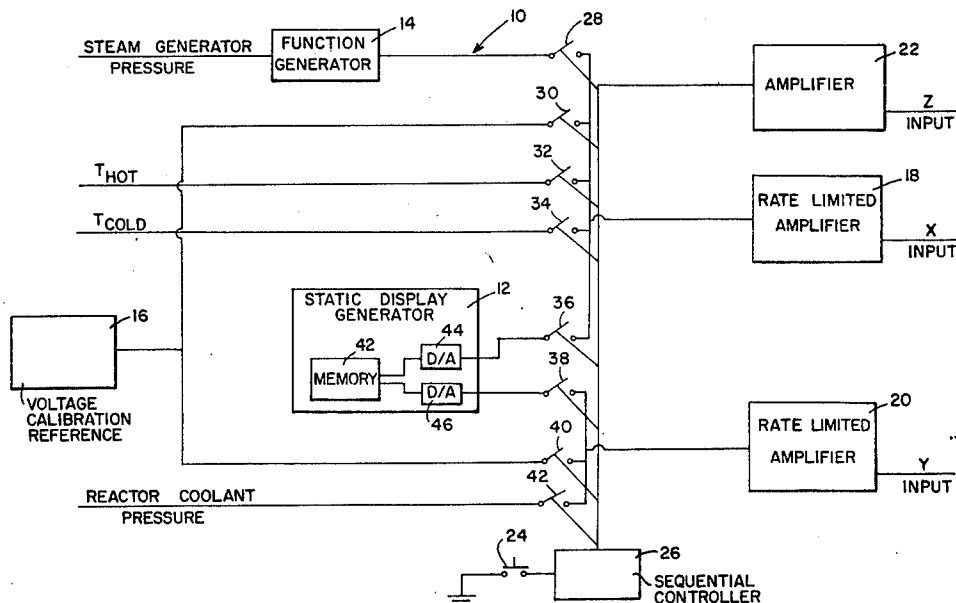 10
14
28
STEAM GENERATOR
PRESSURE
FUNCTION
GENERATOR
22
AMPLIFIER
Z
INPUT
30
THOT
32
18
RATE LIMITED
AMPLIFIER
X
INPUT
TCOLD
34
16
VOLTAGE
CALIBRATION
REFERENCE
12
STATIC DISPLAY
GENERATOR
42
MEMORY
44
D/A
D/A
46
36
38
20
RATE LIMITED
AMPLIFIER
Y
INPUT
40
REACTOR COOLANT
PRESSURE
42
24
26
SEQUENTIAL
CONTROLLER